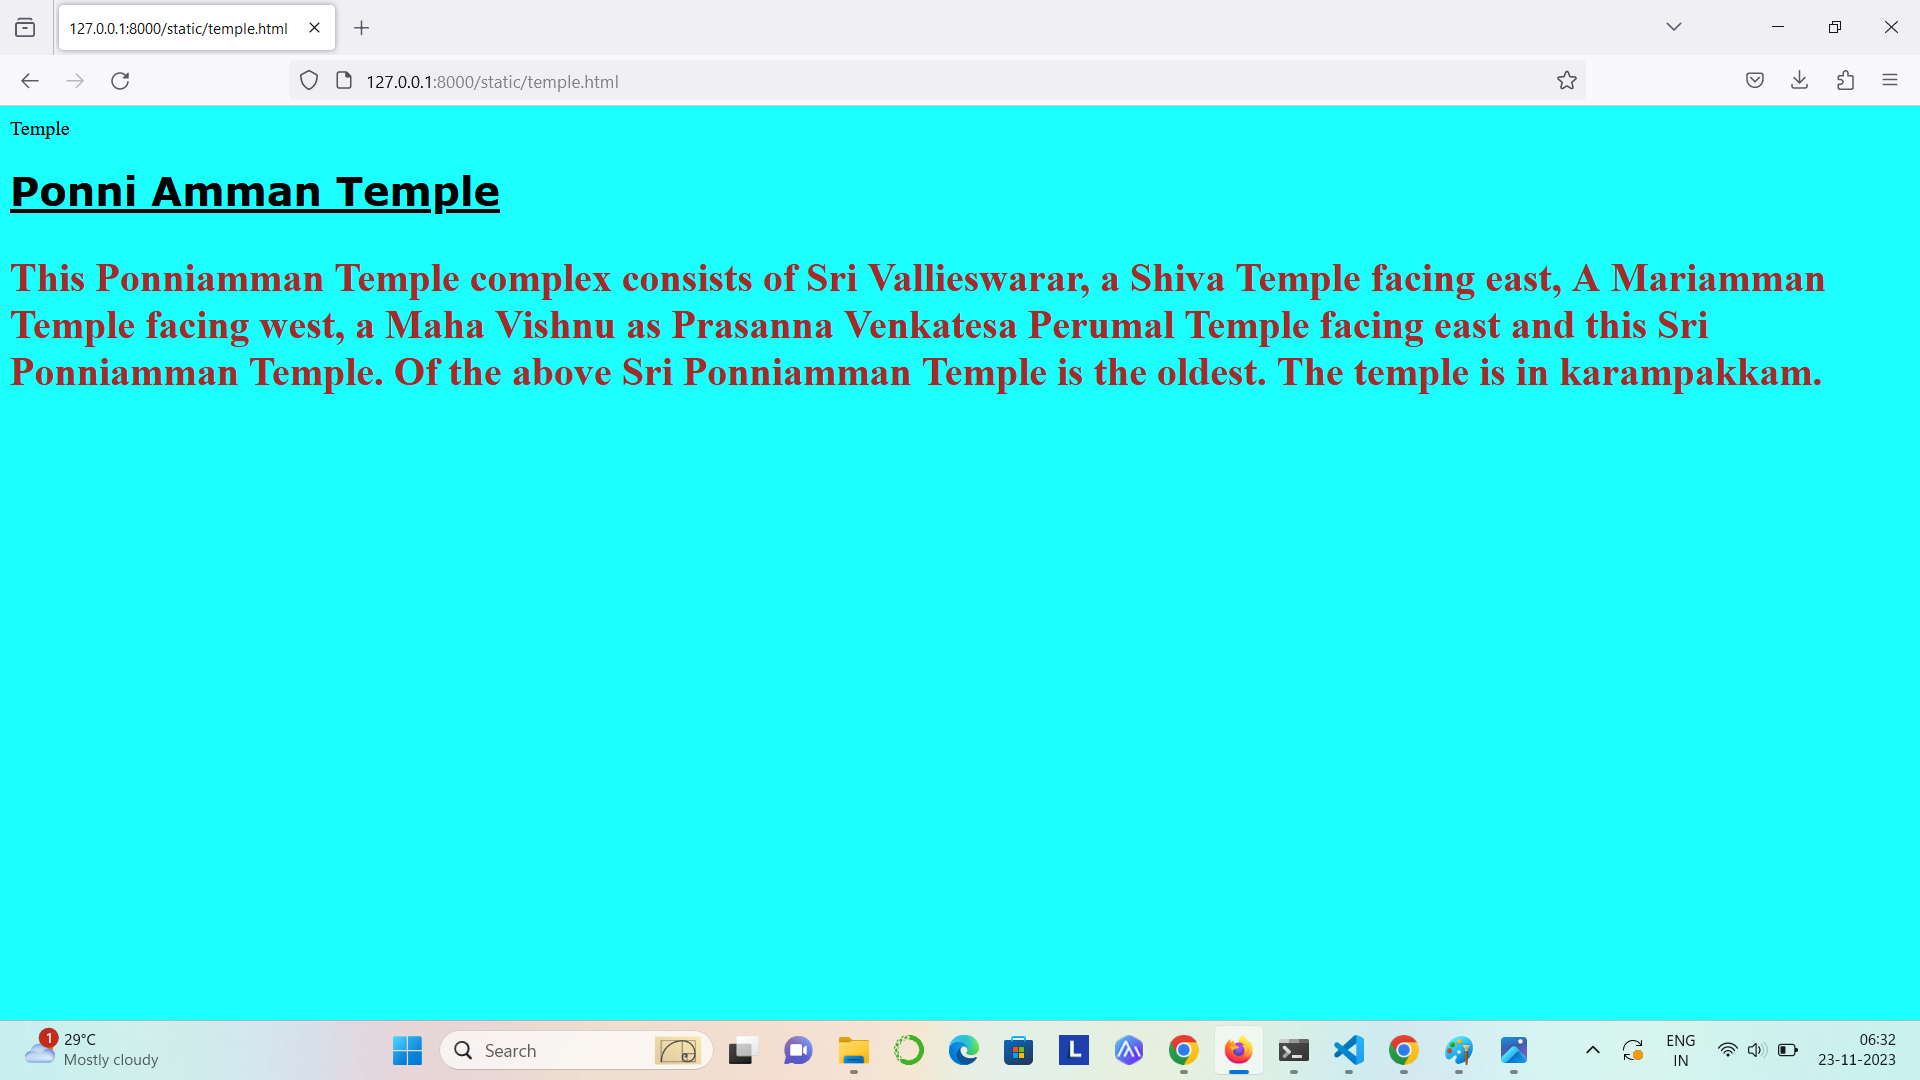 127.0.0.1:8000/static/temple.html
127.0.0.1:8000/static/temple.html
Temple
Ponni Amman Temple
This Ponniamman Temple complex consists of Sri Vallieswarar, a Shiva Temple facing east, A Mariamman
Temple facing west, a Maha Vishnu as Prasanna Venkatesa Perumal Temple facing east and this Sri
Ponniamman Temple. Of the above Sri Ponniamman Temple is the oldest. The temple is in karampakkam.
1
29°C
Mostly cloudy
Search
L
ENG
IN
06:32
23-11-2023